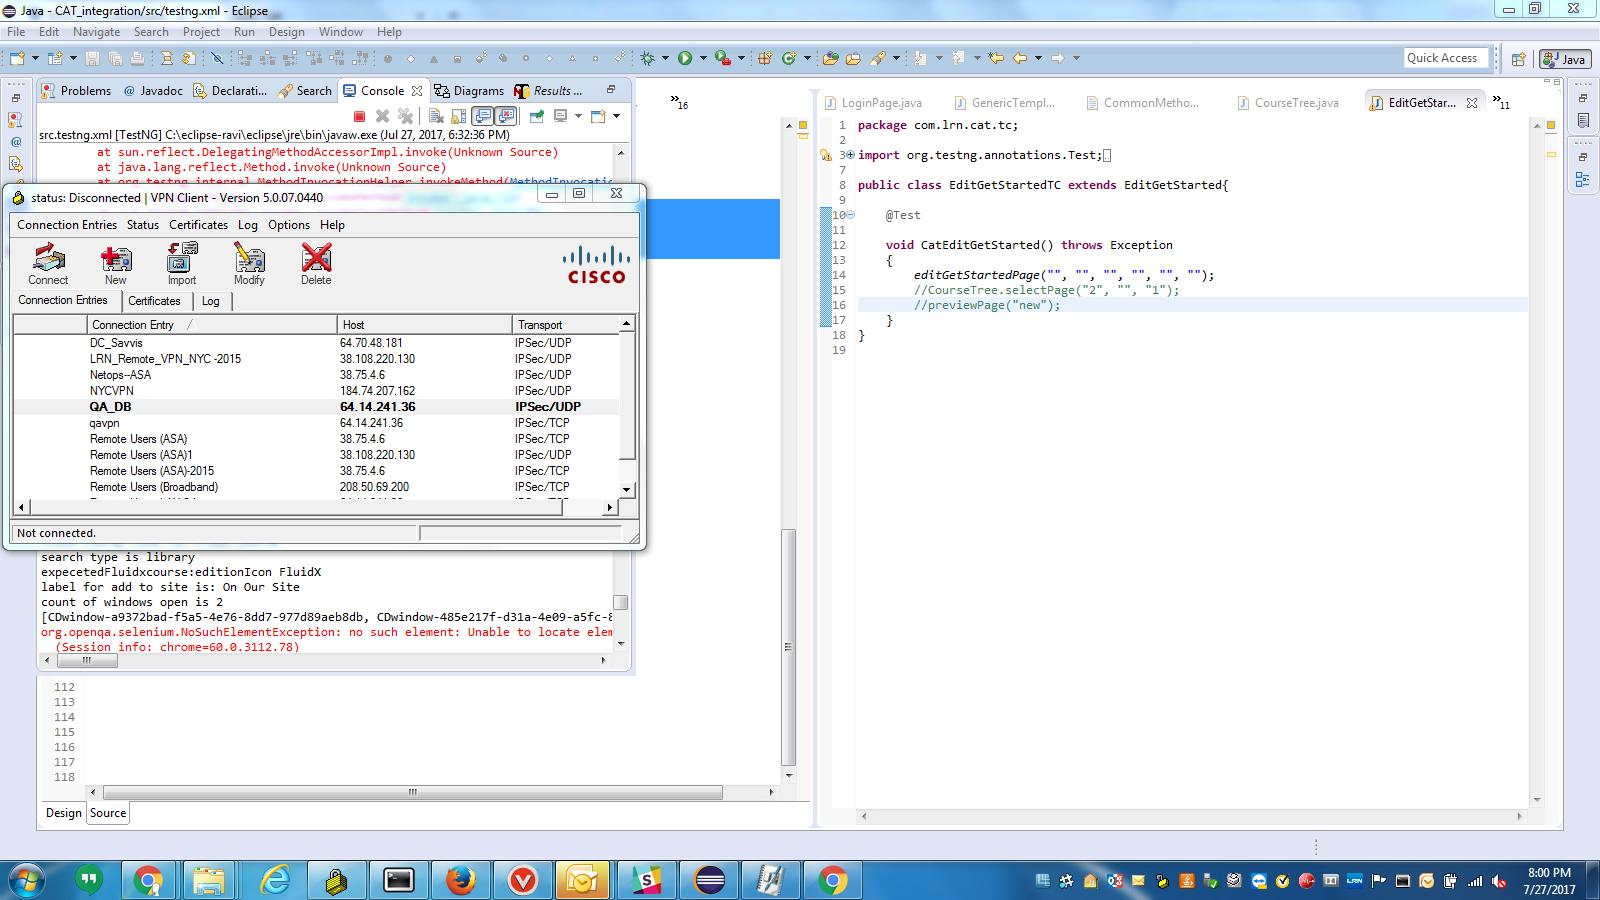 Java - CAT_integration/src/testng.xml - Eclipse
File Edit Navigate Search Project Run Design Window Help
Quick Access
Java
Problems @ Javadoc Declarati... Search Console Diagrams Results ...
»16
LoginPage.java GenericTempl... CommonMetho... CourseTree.java EditGetStar... »11
src.testng.xml [TestNG] C:\eclipse-ravi\eclipse\jre\bin\javaw.exe (Jul 27, 2017, 6:32:36 PM)
at sun.reflect.DelegatingMethodAccessorImpl.invoke(Unknown Source)
at java.lang.reflect.Method.invoke(Unknown Source)
at org.testng.internal.MethodInvocationHelper.invokeMethod(MethodInvocatio
status: Disconnected | VPN Client - Version 5.0.07.0440
Connection Entries Status Certificates Log Options Help
Connect New Import Modify Delete
CISCO
Connection Entries Certificates Log
Connection Entry Host Transport
DC_Savvis 64.70.48.181 IPSec/UDP
LRN_Remote_VPN_NYC -2015 38.108.220.130 IPSec/UDP
Netops--ASA 38.75.4.6 IPSec/UDP
NYCVPN 184.74.207.162 IPSec/UDP
QA_DB 64.14.241.36 IPSec/UDP
qavpn 64.14.241.36 IPSec/TCP
Remote Users (ASA) 38.75.4.6 IPSec/TCP
Remote Users (ASA)1 38.108.220.130 IPSec/UDP
Remote Users (ASA)-2015 38.75.4.6 IPSec/TCP
Remote Users (Broadband) 208.50.69.200 IPSec/TCP
Not connected.
search type is library
expecetedFluidxcourse:editionIcon FluidX
label for add to site is: On Our Site
count of windows open is 2
[CDwindow-a9372bad-f5a5-4e76-8dd7-977d89aeb8db, CDwindow-485e217f-d31a-4e09-a5fc-8
org.openqa.selenium.NoSuchElementException: no such element: Unable to locate elem
(Session info: chrome=60.0.3112.78)
112
113
114
115
116
117
118
Design Source
1 package com.lrn.cat.tc;
2
3 import org.testng.annotations.Test;
7
8 public class EditGetStartedTC extends EditGetStarted{
9
10 @Test
11
12 void CatEditGetStarted() throws Exception
13 {
14 editGetStartedPage("", "", "", "", "", "");
15 //CourseTree.selectPage("2", "", "1");
16 //previewPage("new");
17 }
18 }
19
LRN
8:00 PM
7/27/2017